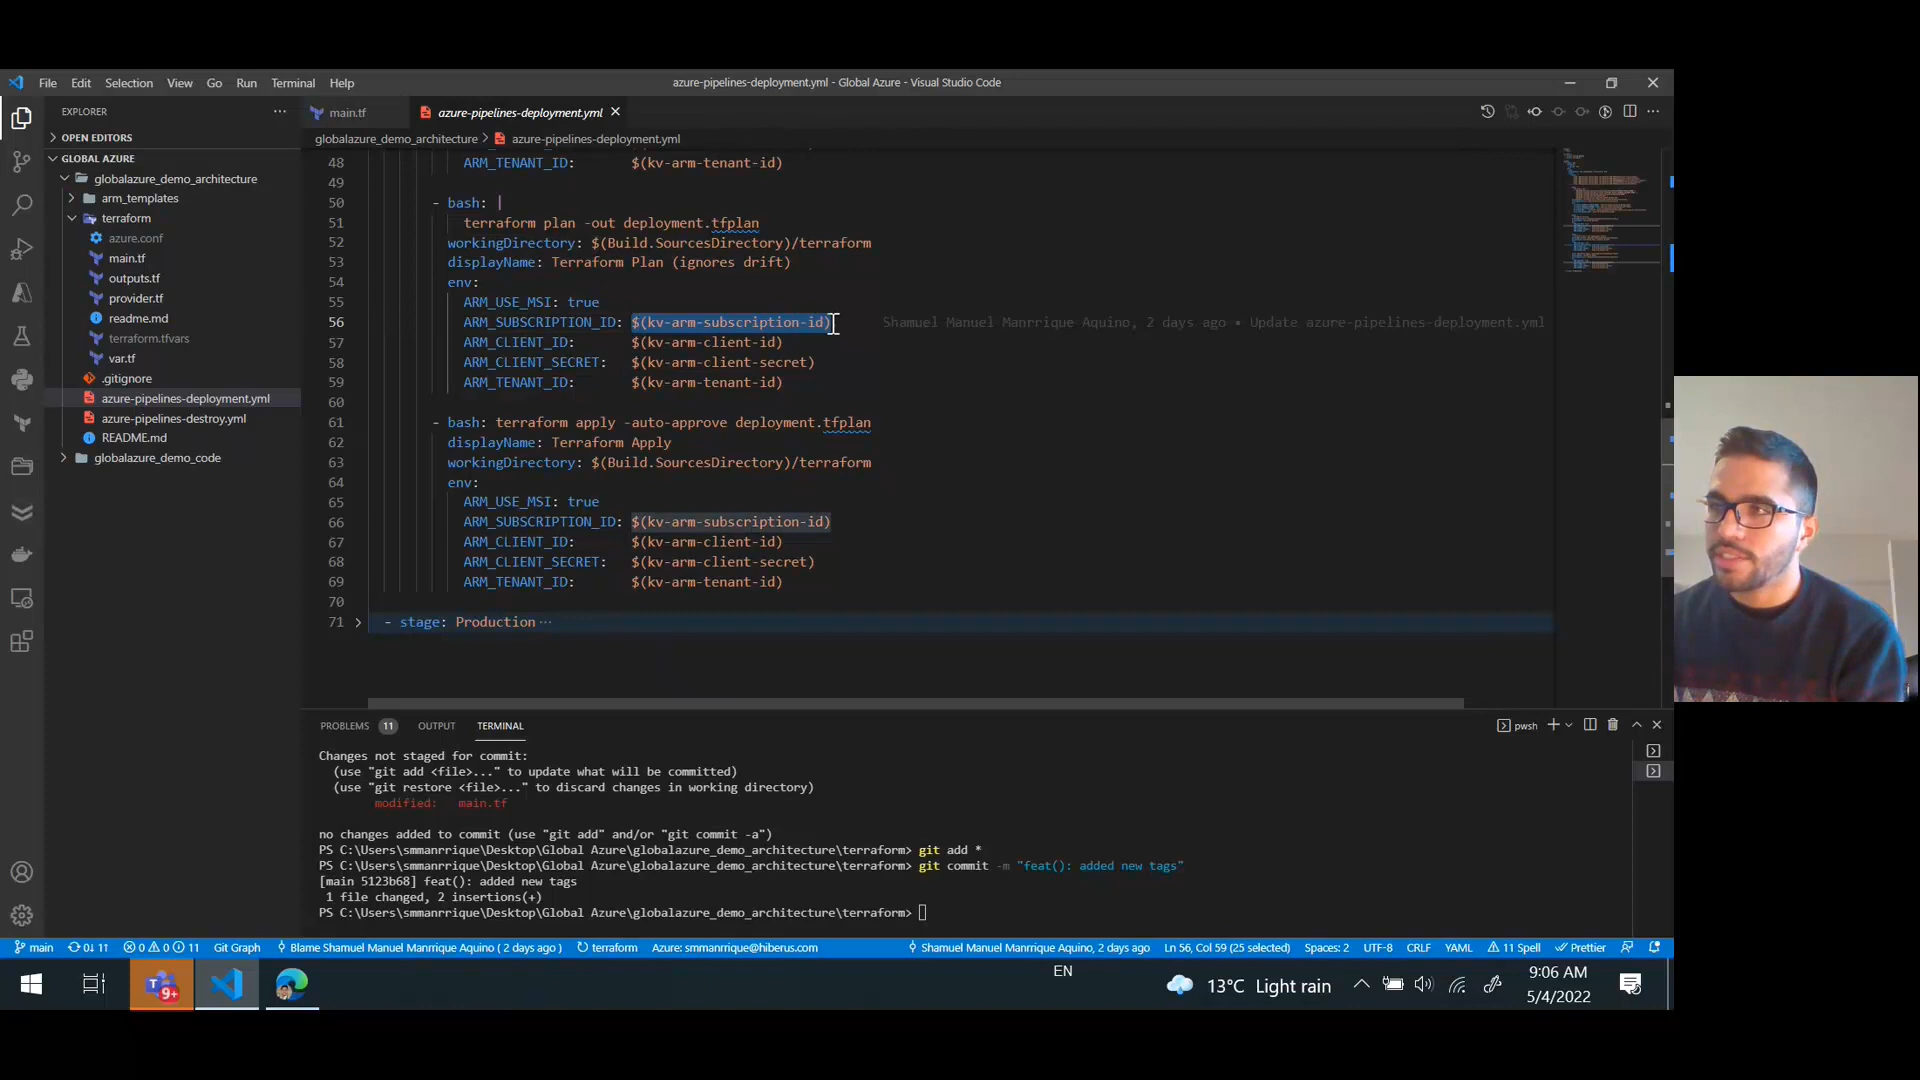 File Edit Selection View Go Run Terminal Help
azure-pipelines-deployment.yml - Global Azure - Visual Studio Code
EXPLORER
main.tf
azure-pipelines-deployment.yml
OPEN EDITORS
globalazure_demo_architecture > azure-pipelines-deployment.yml
GLOBAL AZURE
globalazure_demo_architecture
arm_templates
terraform
azure.conf
main.tf
outputs.tf
provider.tf
readme.md
terraform.tfvars
var.tf
.gitignore
azure-pipelines-deployment.yml
azure-pipelines-destroy.yml
README.md
globalazure_demo_code
48 ARM_TENANT_ID: $(kv-arm-tenant-id)
49
50 - bash: |
51 terraform plan -out deployment.tfplan
52 workingDirectory: $(Build.SourcesDirectory)/terraform
53 displayName: Terraform Plan (ignores drift)
54 env:
55 ARM_USE_MSI: true
56 ARM_SUBSCRIPTION_ID: $(kv-arm-subscription-id) Shamuel Manuel Manrrique Aquino, 2 days ago • Update azure-pipelines-deployment.yml
57 ARM_CLIENT_ID: $(kv-arm-client-id)
58 ARM_CLIENT_SECRET: $(kv-arm-client-secret)
59 ARM_TENANT_ID: $(kv-arm-tenant-id)
60
61 - bash: terraform apply -auto-approve deployment.tfplan
62 displayName: Terraform Apply
63 workingDirectory: $(Build.SourcesDirectory)/terraform
64 env:
65 ARM_USE_MSI: true
66 ARM_SUBSCRIPTION_ID: $(kv-arm-subscription-id)
67 ARM_CLIENT_ID: $(kv-arm-client-id)
68 ARM_CLIENT_SECRET: $(kv-arm-client-secret)
69 ARM_TENANT_ID: $(kv-arm-tenant-id)
70
71 - stage: Production ...
PROBLEMS 11 OUTPUT TERMINAL
pwsh
Changes not staged for commit:
(use "git add <file>..." to update what will be committed)
(use "git restore <file>..." to discard changes in working directory)
modified: main.tf
no changes added to commit (use "git add" and/or "git commit -a")
PS C:\Users\smmanrrique\Desktop\Global Azure\globalazure_demo_architecture\terraform> git add *
PS C:\Users\smmanrrique\Desktop\Global Azure\globalazure_demo_architecture\terraform> git commit -m "feat(): added new tags"
[main 5123b68] feat(): added new tags
1 file changed, 2 insertions(+)
PS C:\Users\smmanrrique\Desktop\Global Azure\globalazure_demo_architecture\terraform>
main 0↓ 1↑ 0 0 11 Git Graph Blame Shamuel Manuel Manrrique Aquino ( 2 days ago ) terraform Azure: smmanrrique@hiberus.com Shamuel Manuel Manrrique Aquino, 2 days ago Ln 56, Col 59 (25 selected) Spaces: 2 UTF-8 CRLF YAML 11 Spell Prettier
9+
EN
13°C Light rain
9:06 AM
5/4/2022